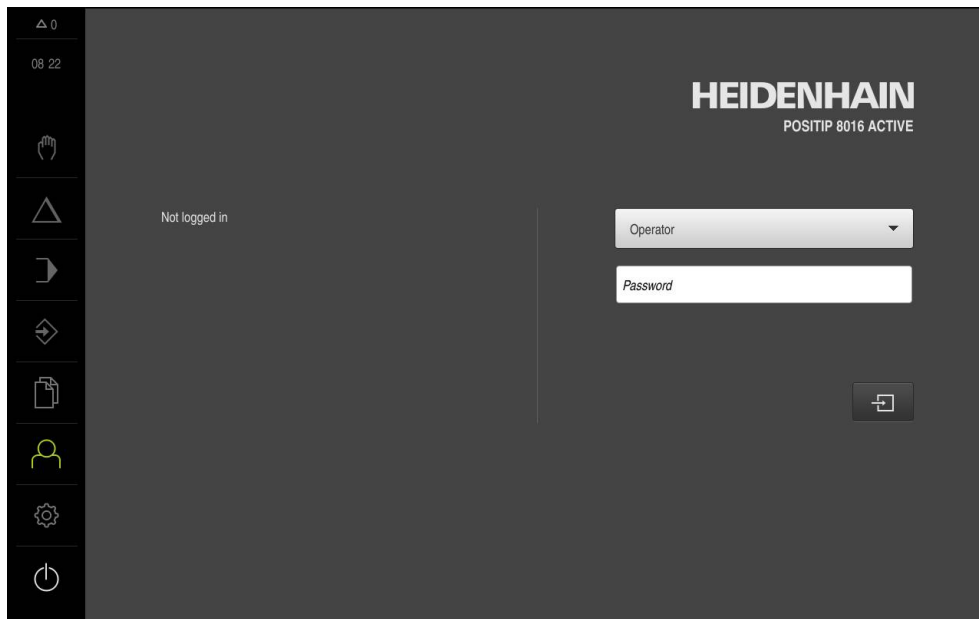 0
08 22
HEIDENHAIN
POSITIP 8016 ACTIVE
Not logged in
Operator
Password